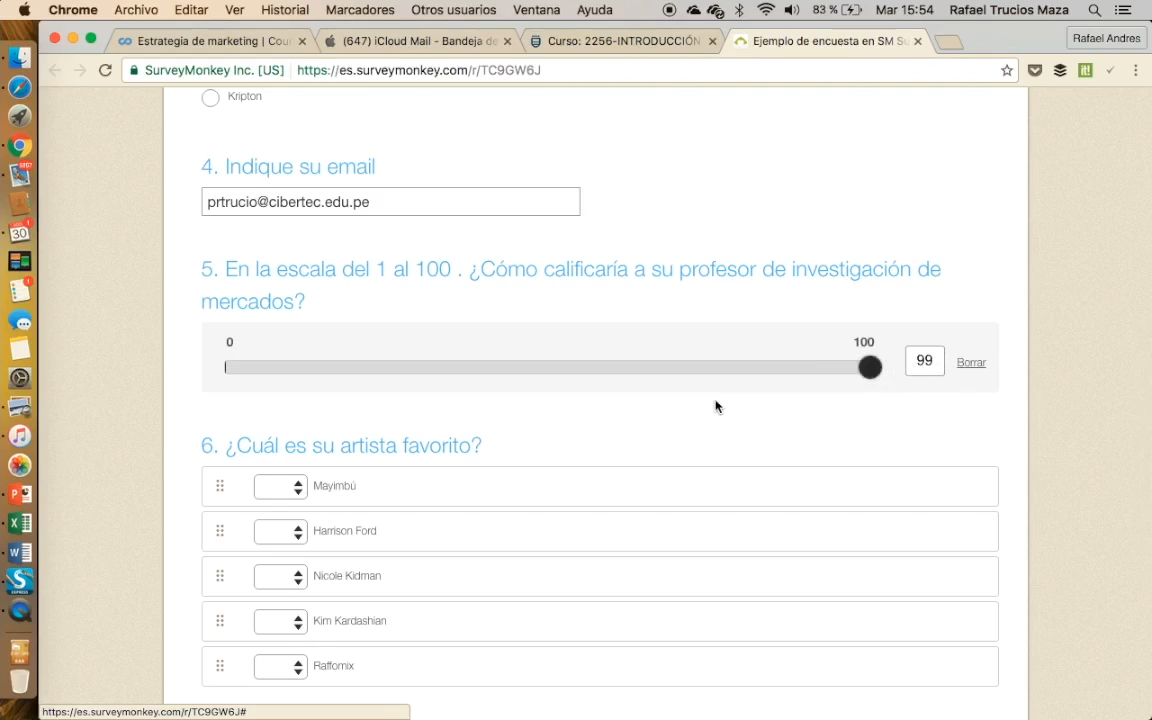 Chrome Archivo Editar Ver Historial Marcadores Otros usuarios Ventana Ayuda 83 % Mar 15:54 Rafael Trucios Maza
Estrategia de marketing | Cou
(647) iCloud Mail - Bandeja de
Curso: 2256-INTRODUCCIÓN
Ejemplo de encuesta en SM Su
Rafael Andres
SurveyMonkey Inc. [US] https://es.surveymonkey.com/r/TC9GW6J
Kripton
4. Indique su email
prtrucio@cibertec.edu.pe
5. En la escala del 1 al 100 . ¿Cómo calificaría a su profesor de investigación de
mercados?
0 100
99 Borrar
6. ¿Cuál es su artista favorito?
Mayimbú
Harrison Ford
Nicole Kidman
Kim Kardashian
Raffomix
https://es.surveymonkey.com/r/TC9GW6J#